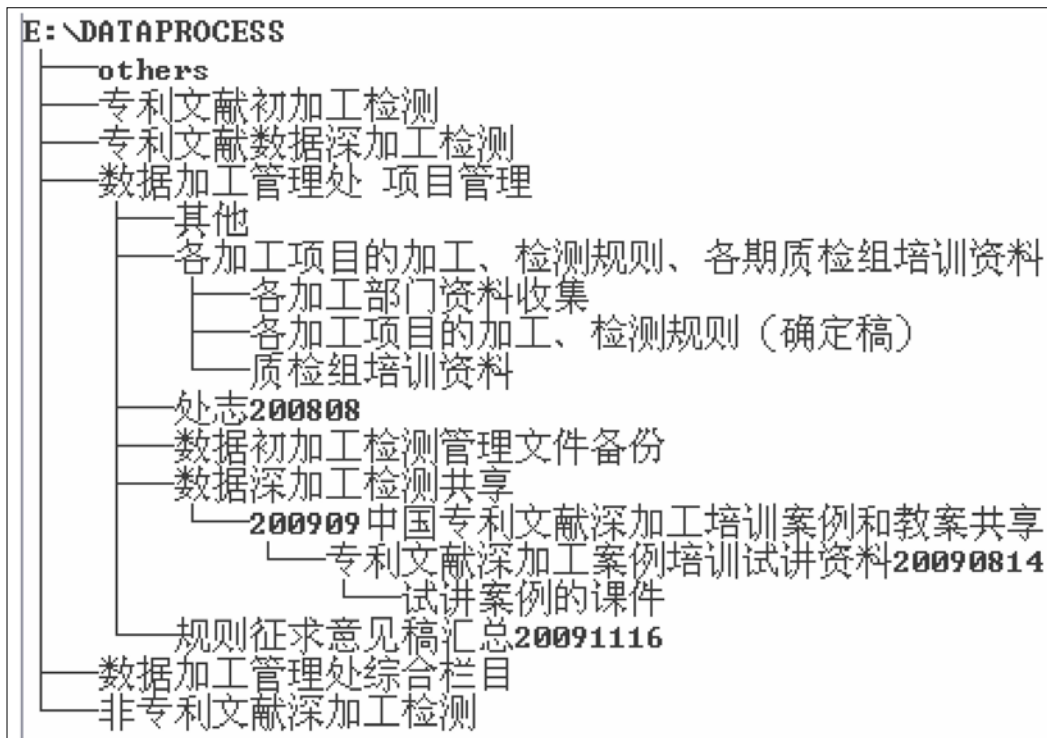 E:\DATAPROCESS
others
专利文献初加工检测
专利文献数据深加工检测
数据加工管理处 项目管理
其他
各加工项目的加工、检测规则、各期质检组培训资料
各加工部门资料收集
各加工项目的加工、检测规则（确定稿）
质检组培训资料
处志200808
数据初加工检测管理文件备份
数据深加工检测共享
200909中国专利文献深加工培训案例和教案共享
专利文献深加工案例培训试讲资料20090814
试讲案例的课件
规则征求意见稿汇总20091116
数据加工管理处综合栏目
非专利文献深加工检测